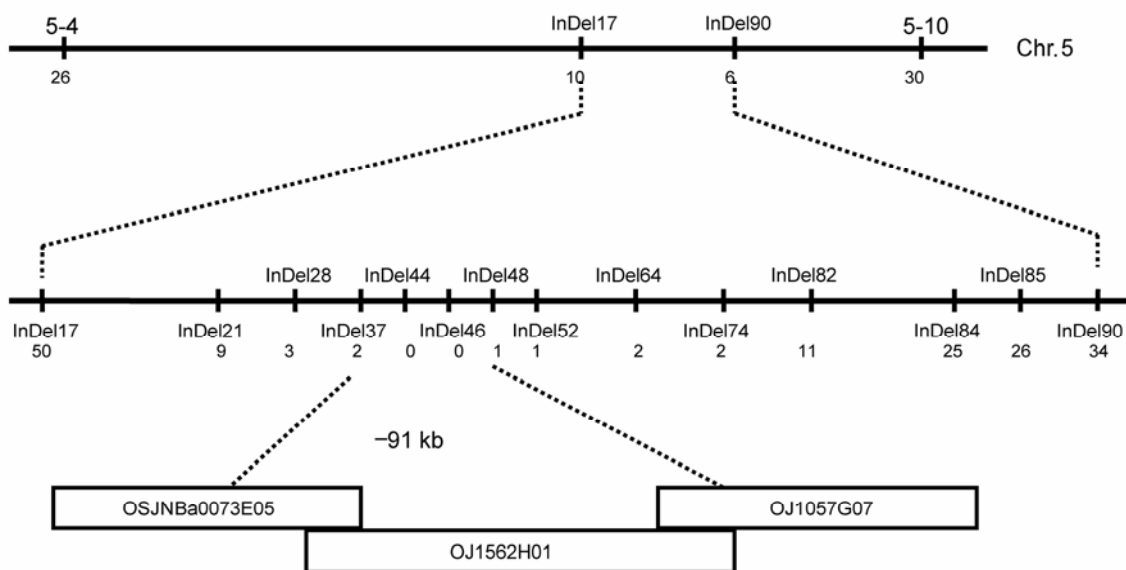 5-4 InDel17 InDel90 5-10
Chr.5
26 10 6 30
InDel28 InDel44 InDel48 InDel64 InDel82 InDel85
InDel17 InDel21 InDel37 InDel46 InDel52 InDel74 InDel84 InDel90
50 9 3 2 0 0 1 1 2 2 11 25 26 34
−91 kb
OSJNBa0073E05 OJ1057G07
OJ1562H01